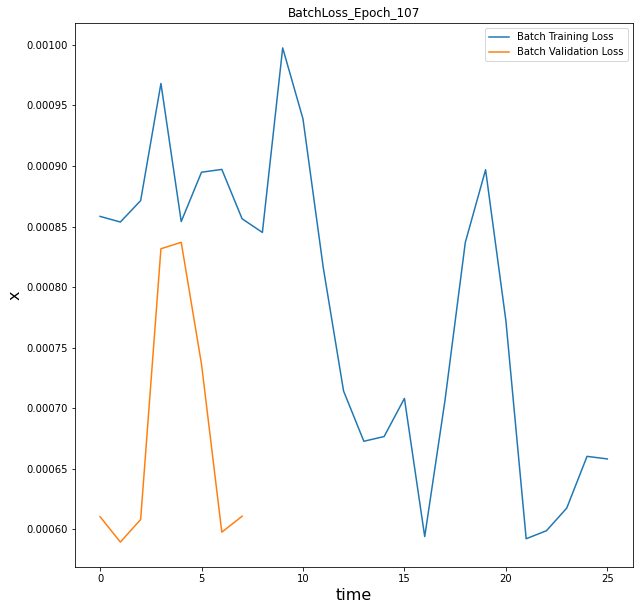 BatchLoss_Epoch_107
Batch Training Loss
Batch Validation Loss
0.00100
0.00095
0.00090
0.00085
0.00080
0.00075
0.00070
0.00065
0.00060
x
0 5 10 15 20 25
time